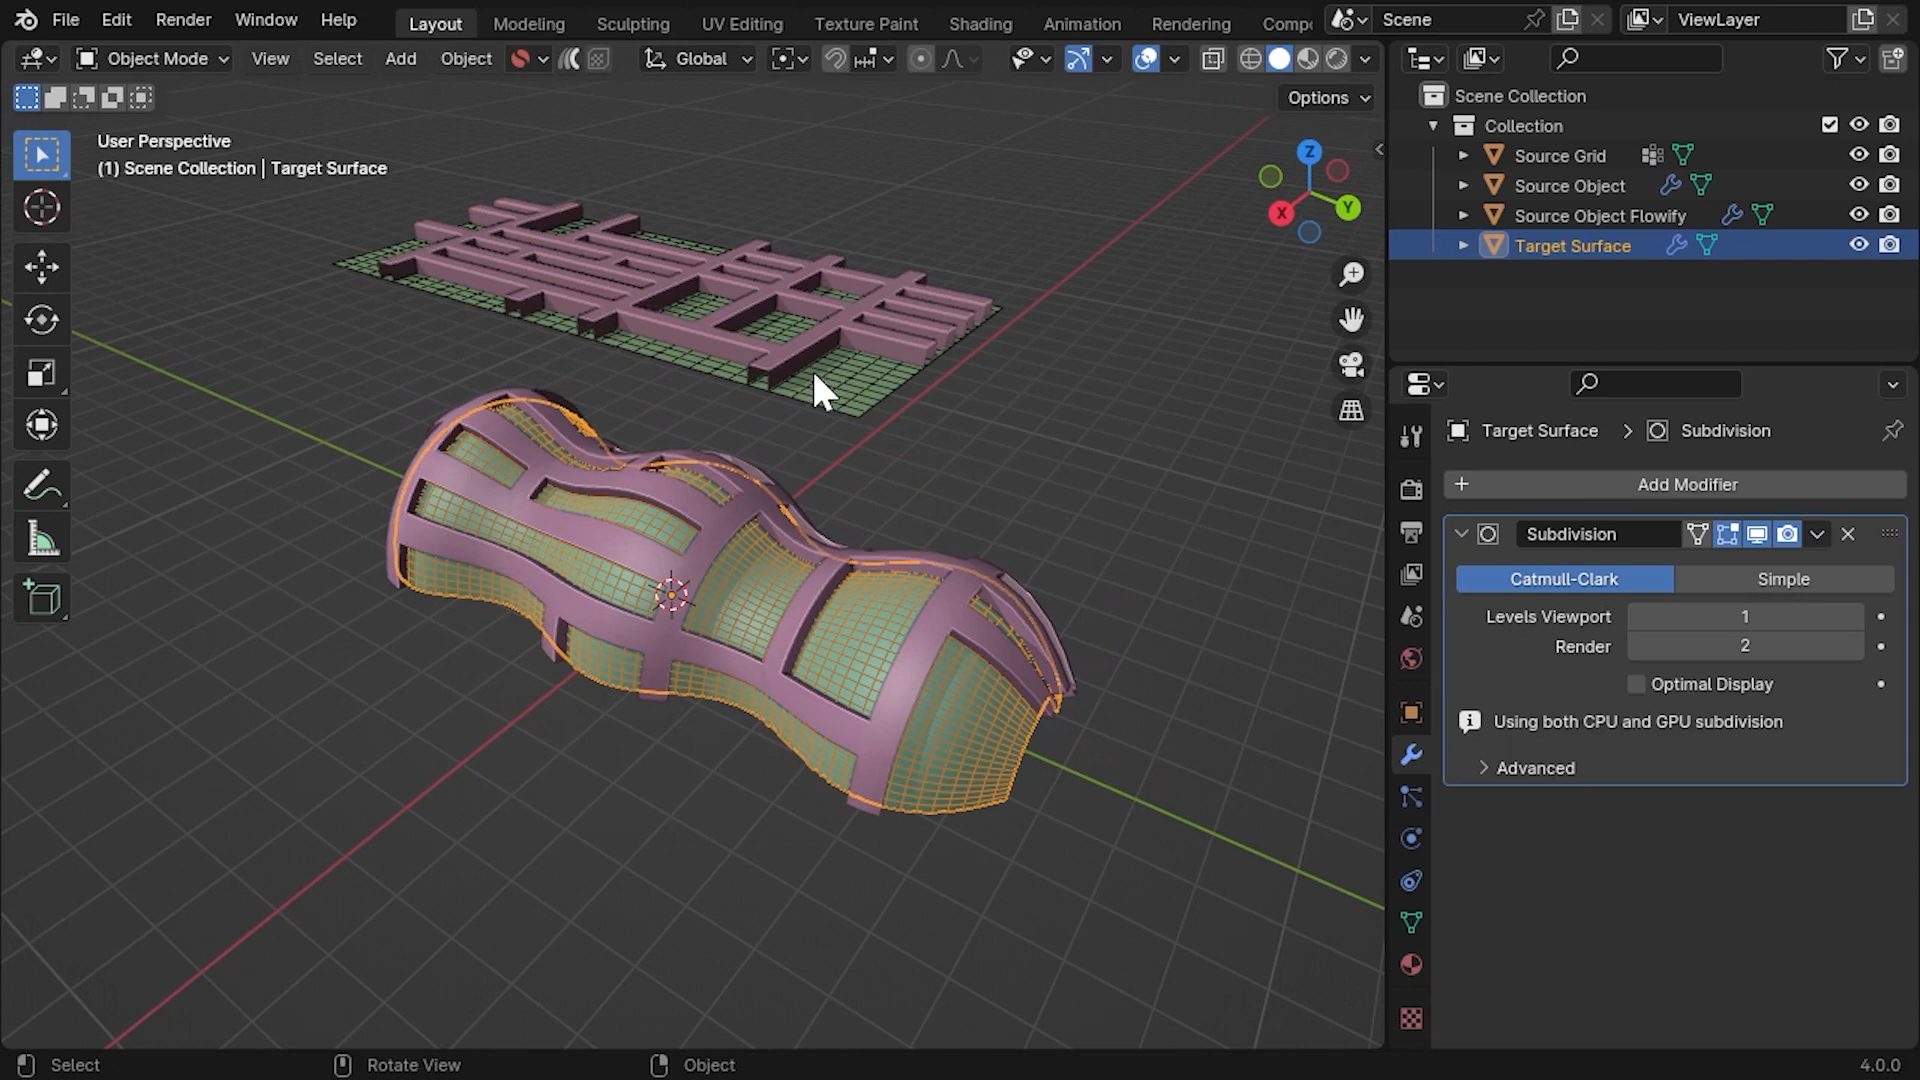 File Edit Render Window Help
Layout Modeling Sculpting UV Editing Texture Paint Shading Animation Rendering Comp
Scene
ViewLayer
Object Mode View Select Add Object Global
Options
User Perspective
(1) Scene Collection | Target Surface
Z
Y
X
Scene Collection
Collection
Source Grid
Source Object
Source Object Flowify
Target Surface
Target Surface > Subdivision
+ Add Modifier
Subdivision
Catmull-Clark Simple
Levels Viewport 1
Render 2
Optimal Display
Using both CPU and GPU subdivision
Advanced
Select Rotate View Object 4.0.0